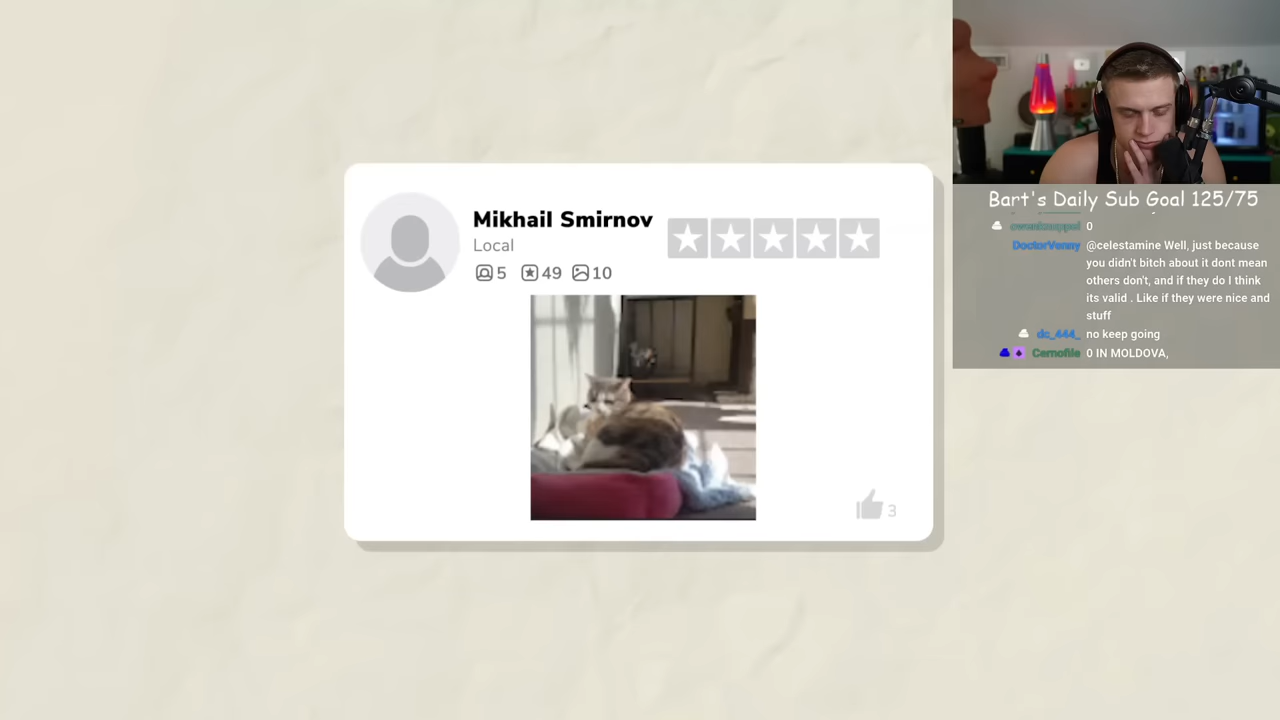 Mikhail Smirnov
Local
5 49 10
3
Bart's Daily Sub Goal 125/75
0
DoctorVenny @celestamine Well, just because
you didn't bitch about it dont mean
others don't, and if they do I think
its valid . Like if they were nice and
stuff
dc_444_ no keep going
Cernofile 0 IN MOLDOVA,